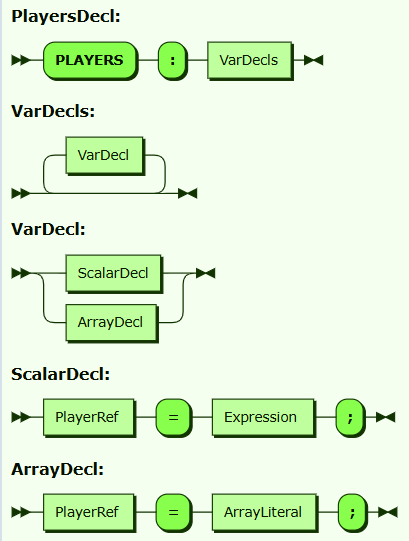 PlayersDecl:
PLAYERS : VarDecls
VarDecls:
VarDecl
VarDecl:
ScalarDecl
ArrayDecl
ScalarDecl:
PlayerRef = Expression ;
ArrayDecl:
PlayerRef = ArrayLiteral ;